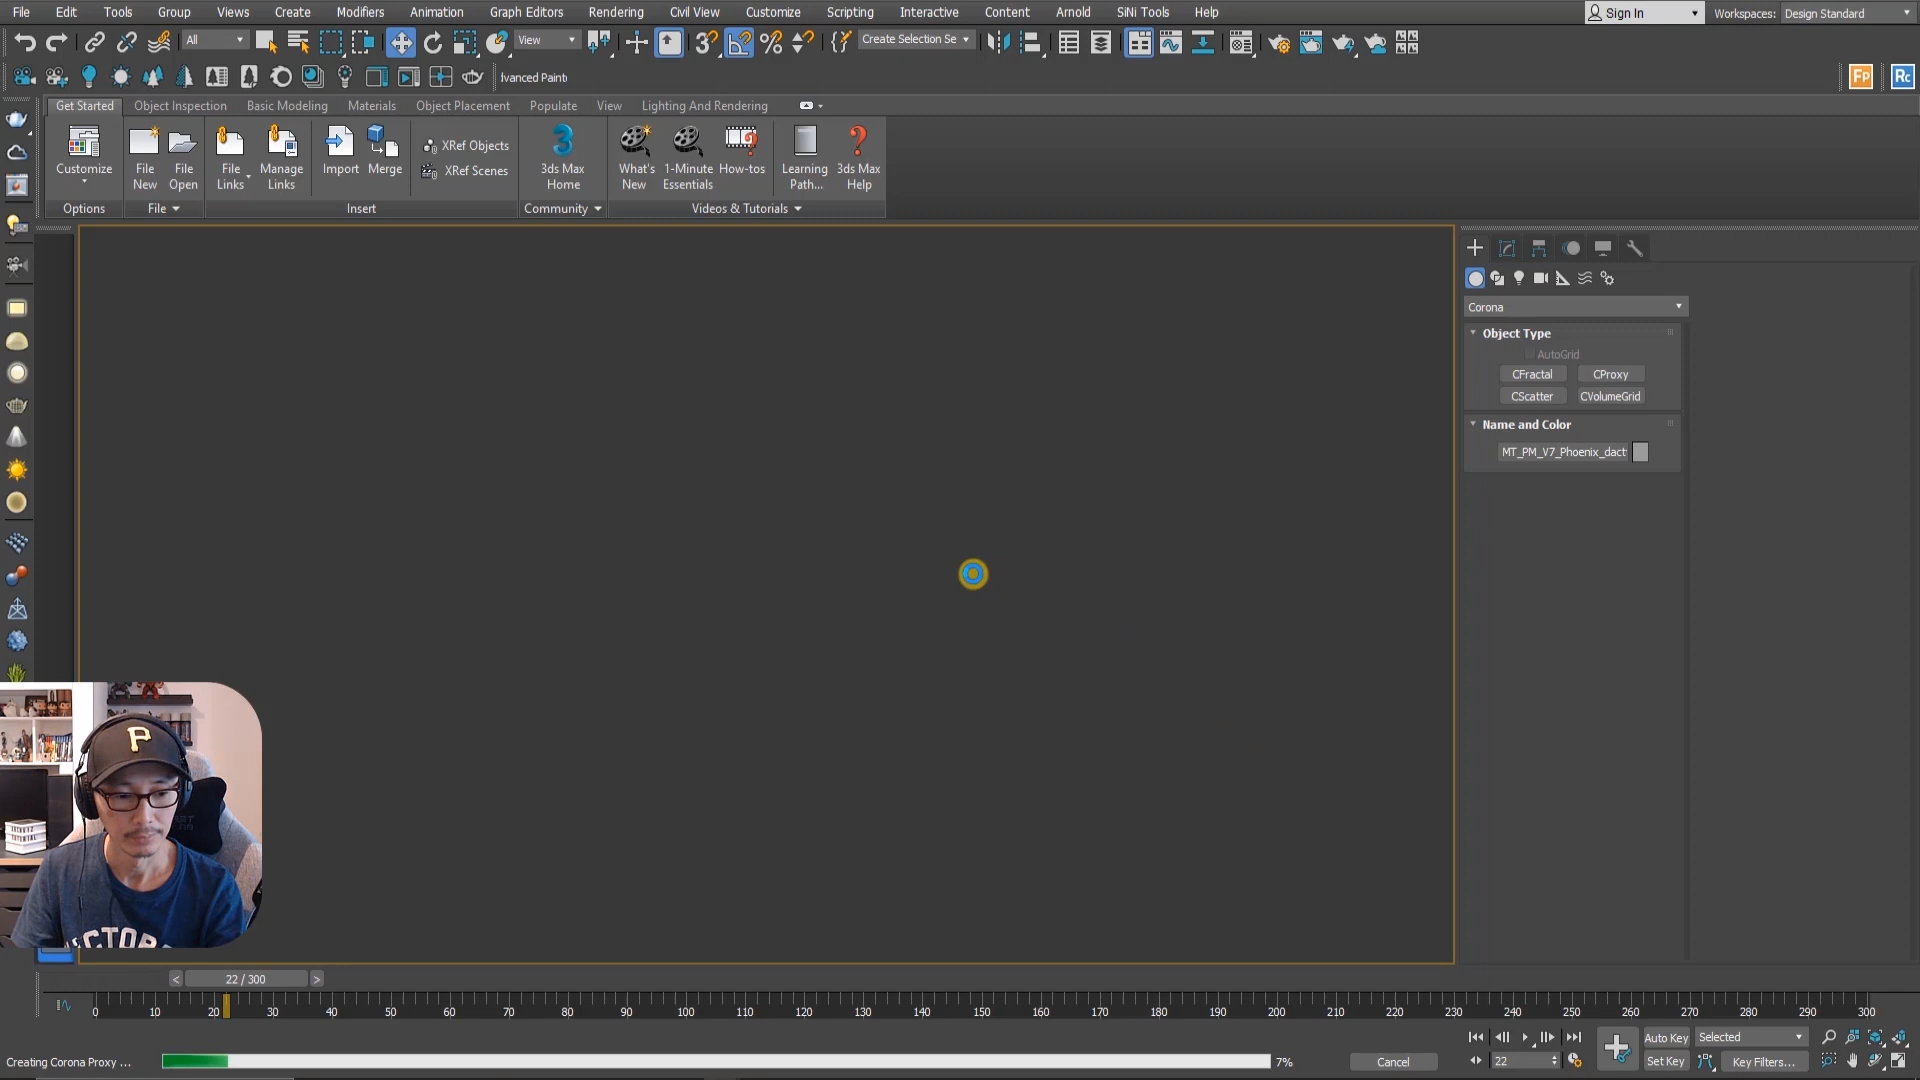 File Edit Tools Group Views Create Modifiers Animation Graph Editors Rendering Civil View Customize Scripting Interactive Content Arnold SiNi Tools Help Sign In Workspaces: Design Standard
All View 3 Create Selection Se
lvanced Paint Fp Rc
Get Started Object Inspection Basic Modeling Materials Object Placement Populate View Lighting And Rendering
Customize File New File Open File Links Manage Links Import Merge XRef Objects XRef Scenes 3ds Max Home What's New 1-Minute Essentials How-tos Learning Path... 3ds Max Help
Options File Insert Community Videos & Tutorials
Corona
Object Type
AutoGrid
CFractal CProxy
CScatter CVolumeGrid
Name and Color
MT_PM_V7_Phoenix_dact
P
< 22 / 300 >
0 10 20 30 40 50 60 70 80 90 100 110 120 130 140 150 160 170 180 190 200 210 220 230 240 250 260 270 280 290 300
Auto Key Selected
Creating Corona Proxy ... 7% Cancel 22 Set Key Key Filters...